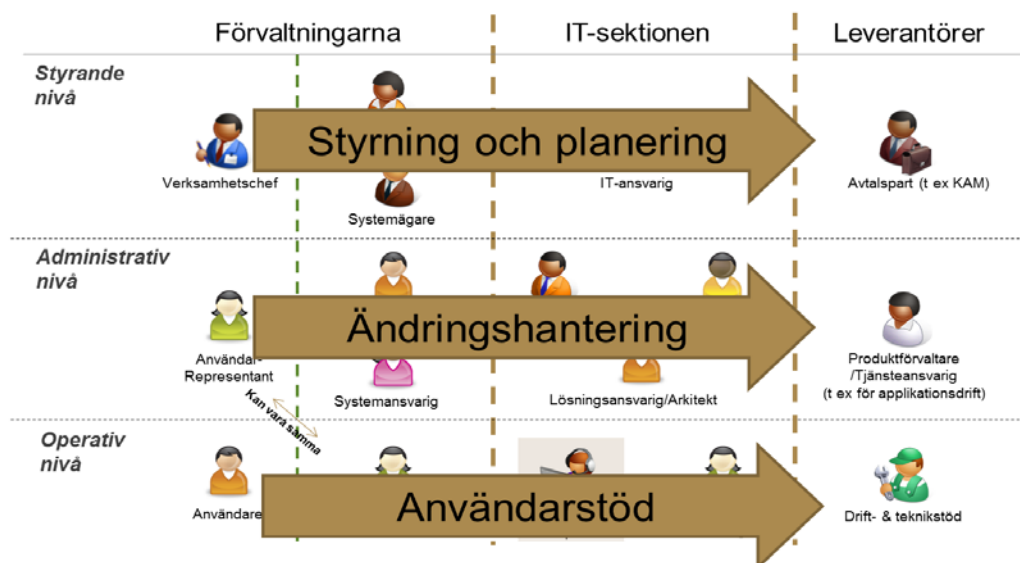 Förvaltningarna
IT-sektionen
Leverantörer
Styrande
nivå
Styrning och planering
Verksamhetschef
Systemägare
IT-ansvarig
Avtalspart (t ex KAM)
Administrativ
nivå
Ändringshantering
Användar-
Representant
Systemansvarig
Lösningsansvarig/Arkitekt
Produktförvaltare
/Tjänsteansvarig
(t ex för applikationsdrift)
Kan vara samma
Operativ
nivå
Användarstöd
Användare
Drift- & teknikstöd